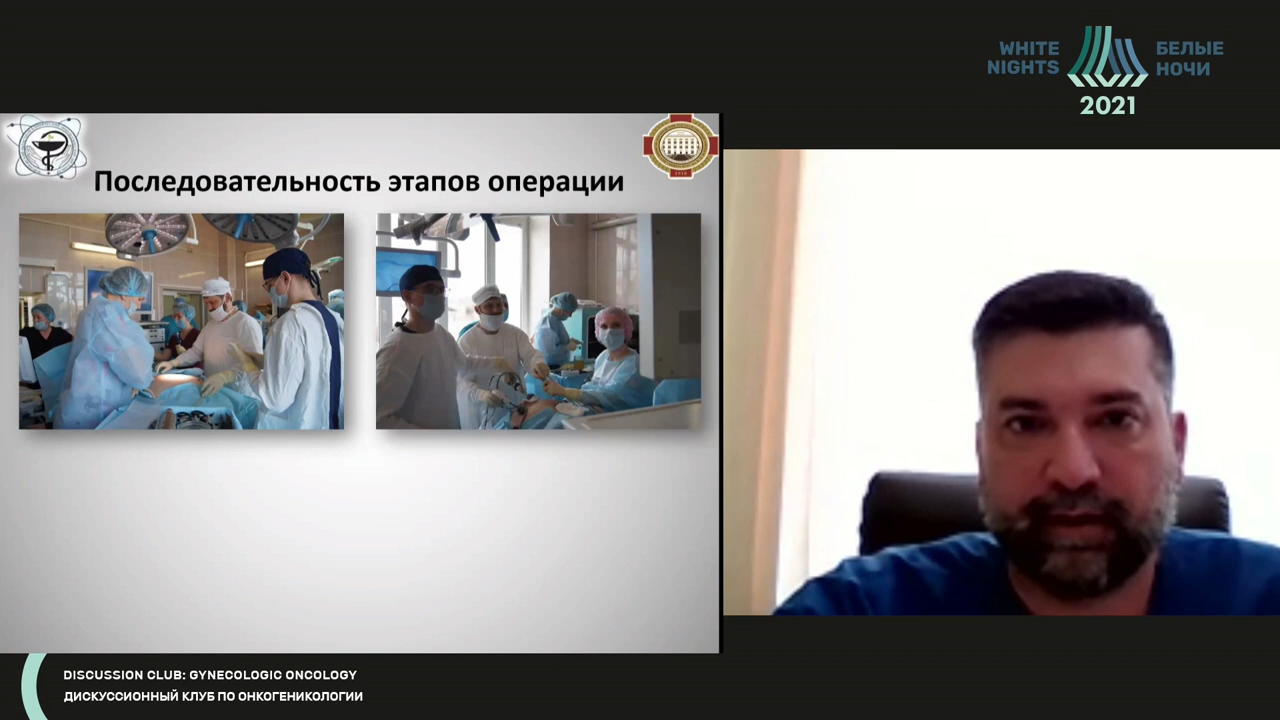 WHITE
NIGHTS
БЕЛЫЕ
НОЧИ
2021
Последовательность этапов операции
DISCUSSION CLUB: GYNECOLOGIC ONCOLOGY
ДИСКУССИОННЫЙ КЛУБ ПО ОНКОГЕНИКОЛОГИИ